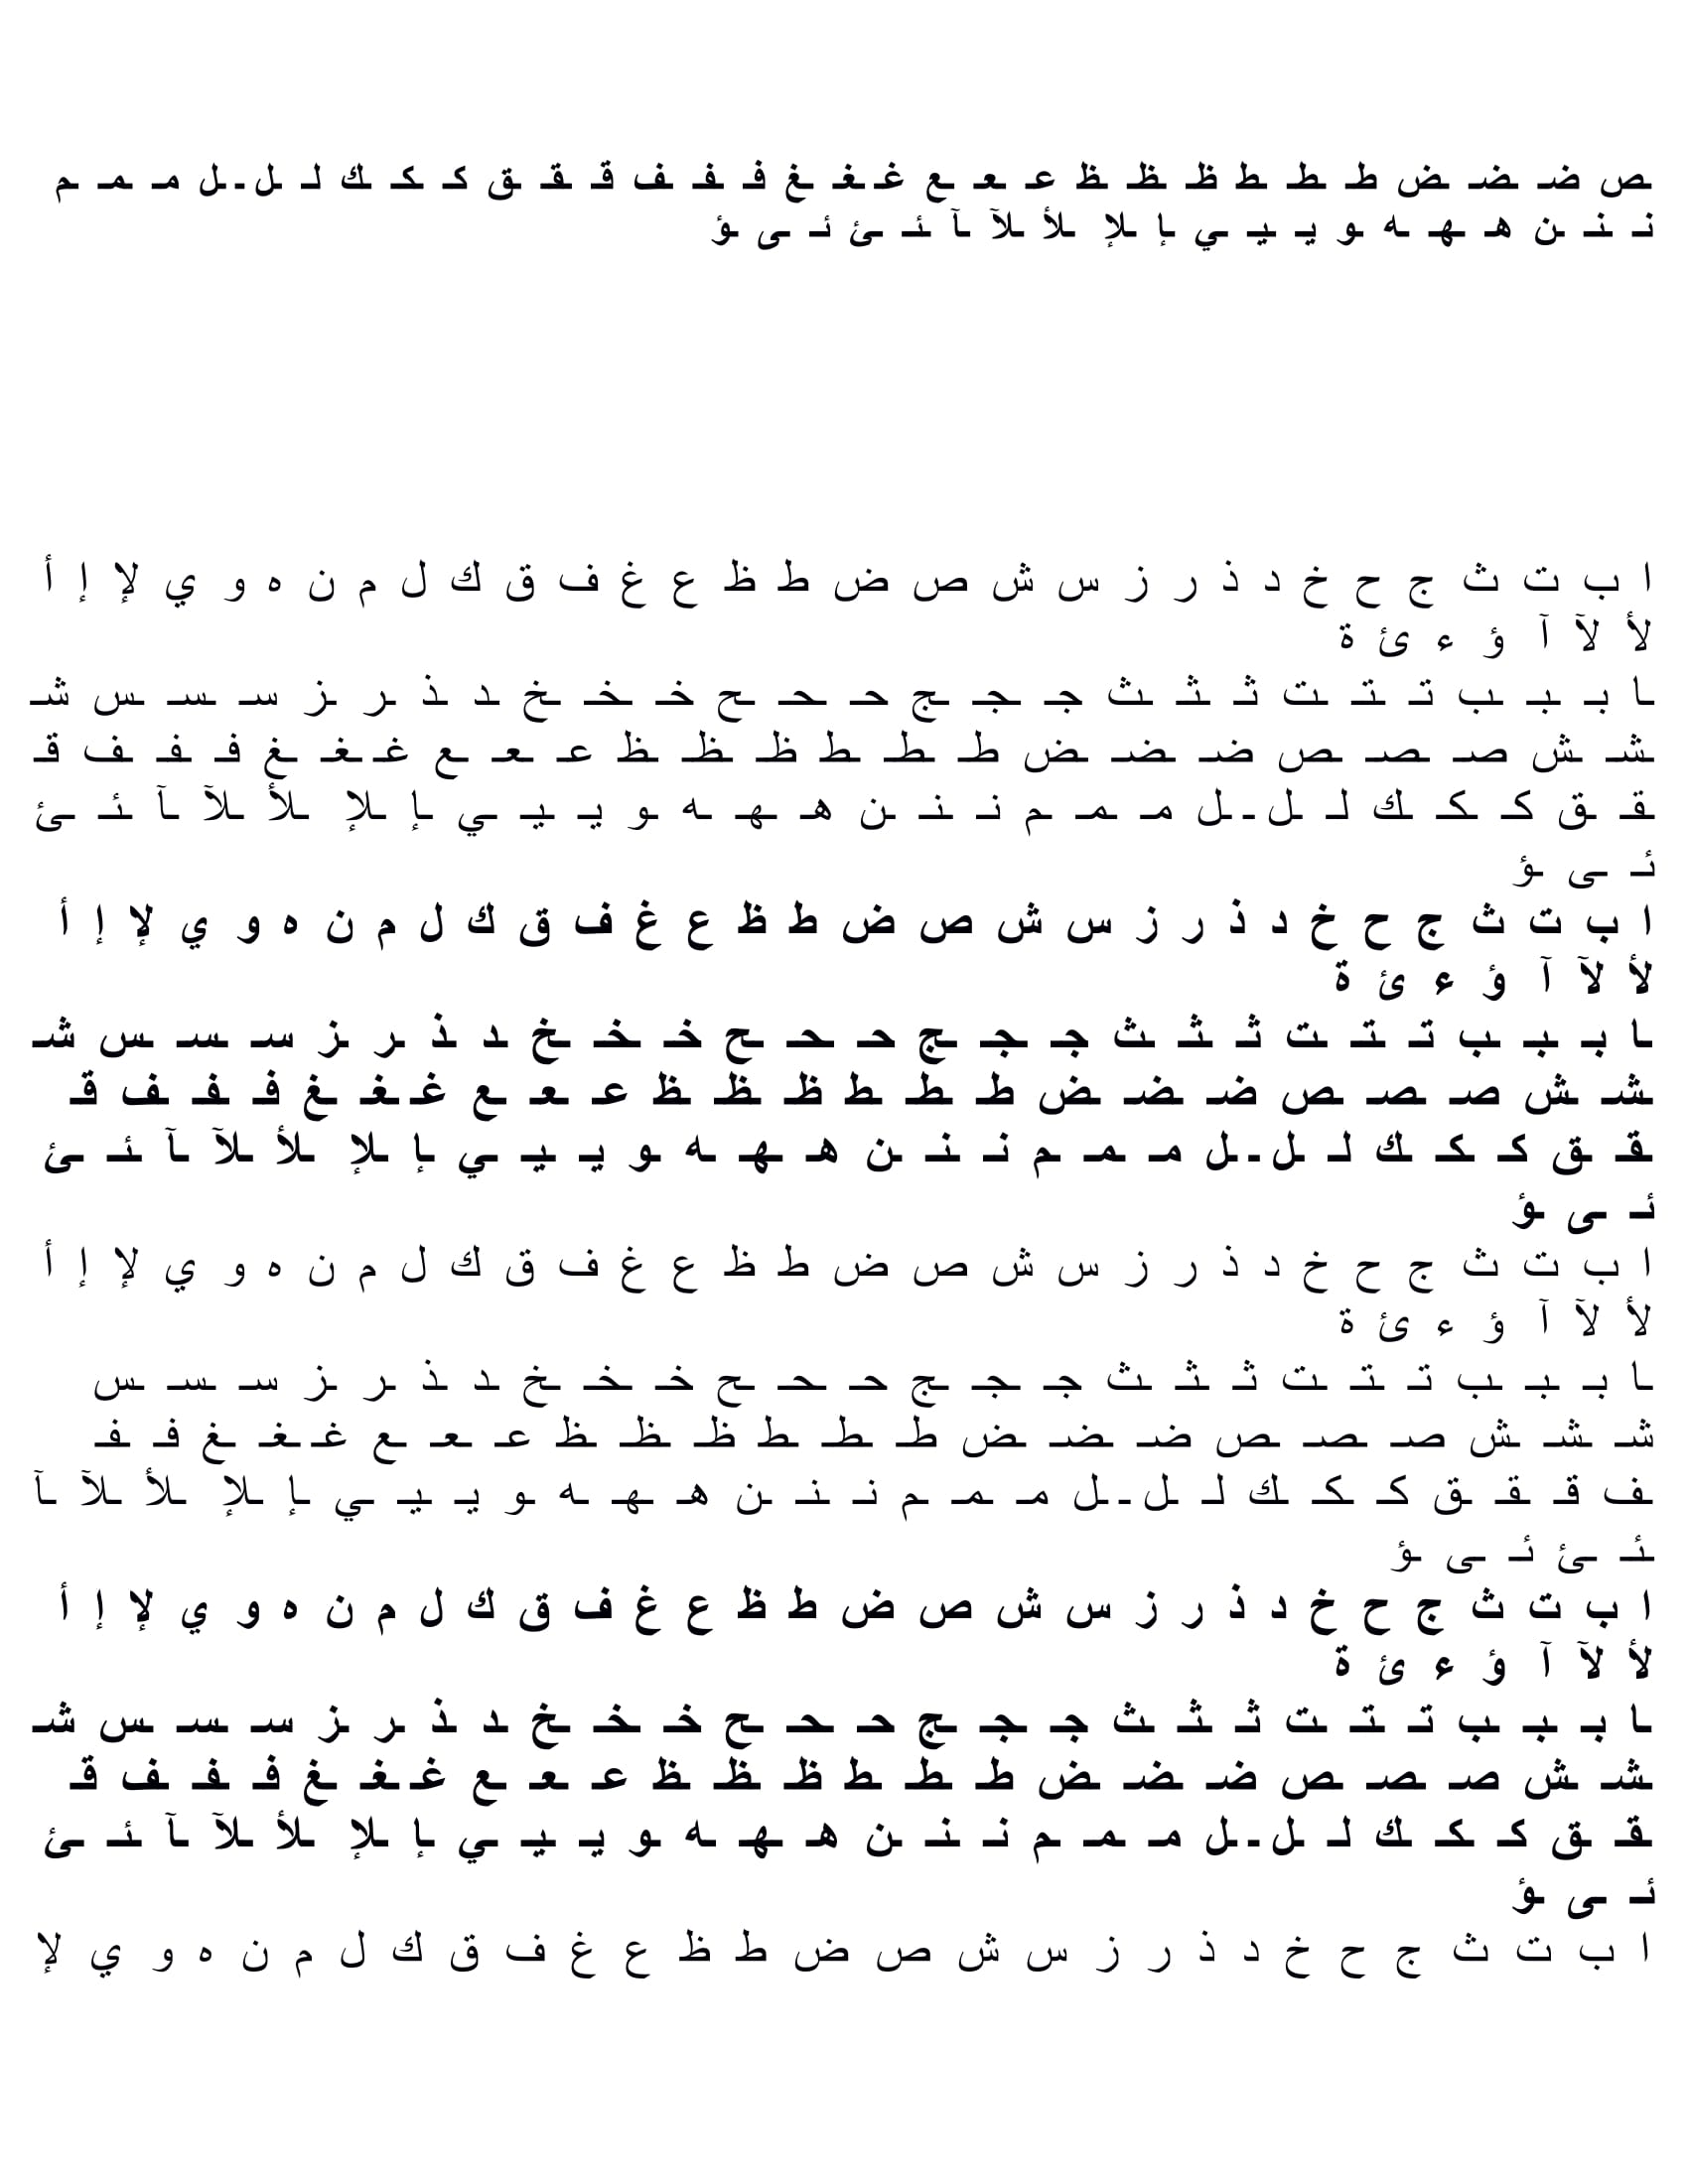 ـص ضـ ـضـ ـض طـ ـطـ ـط ظـ ـظـ ـظ عـ ـعـ ـع غـ ـغـ ـغ فـ ـفـ ـف قـ ـقـ ـق كـ ـكـ ـك لـ ـلـ ـل مـ ـمـ ـم
نـ ـنـ ـن هـ ـهـ ـه ـو يـ ـيـ ـي ـإ ـلإ ـلأ ـلآ ـآ ـئـ ـئ ئـ ـى ـؤ
ا ب ت ث ج ح خ د ذ ر ز س ش ص ض ط ظ ع غ ف ق ك ل م ن ه و ي لإ إ أ
لأ لآ آ ؤ ء ئ ة
ـا بـ ـبـ ـب تـ ـتـ ـت ثـ ـثـ ـث جـ ـجـ ـج حـ ـحـ ـح خـ ـخـ ـخ ـد ـذ ـر ـز سـ ـسـ ـس شـ
ـشـ ـش صـ ـصـ ـص ضـ ـضـ ـض طـ ـطـ ـط ظـ ـظـ ـظ عـ ـعـ ـع غـ ـغـ ـغ فـ ـفـ ـف قـ
ـقـ ـق كـ ـكـ ـك لـ ـلـ ـل مـ ـمـ ـم نـ ـنـ ـن هـ ـهـ ـه ـو يـ ـيـ ـي ـإ ـلإ ـلأ ـلآ ـآ ـئـ ـئ
ئـ ـى ـؤ
ا ب ت ث ج ح خ د ذ ر ز س ش ص ض ط ظ ع غ ف ق ك ل م ن ه و ي لإ إ أ
لأ لآ آ ؤ ء ئ ة
ـا بـ ـبـ ـب تـ ـتـ ـت ثـ ـثـ ـث جـ ـجـ ـج حـ ـحـ ـح خـ ـخـ ـخ ـد ـذ ـر ـز سـ ـسـ ـس شـ
ـشـ ـش صـ ـصـ ـص ضـ ـضـ ـض طـ ـطـ ـط ظـ ـظـ ـظ عـ ـعـ ـع غـ ـغـ ـغ فـ ـفـ ـف قـ
ـقـ ـق كـ ـكـ ـك لـ ـلـ ـل مـ ـمـ ـم نـ ـنـ ـن هـ ـهـ ـه ـو يـ ـيـ ـي ـإ ـلإ ـلأ ـلآ ـآ ـئـ ـئ
ئـ ـى ـؤ
ا ب ت ث ج ح خ د ذ ر ز س ش ص ض ط ظ ع غ ف ق ك ل م ن ه و ي لإ إ أ
لأ لآ آ ؤ ء ئ ة
ـا بـ ـبـ ـب تـ ـتـ ـت ثـ ـثـ ـث جـ ـجـ ـج حـ ـحـ ـح خـ ـخـ ـخ ـد ـذ ـر ـز سـ ـسـ ـس
شـ ـشـ ـش صـ ـصـ ـص ضـ ـضـ ـض طـ ـطـ ـط ظـ ـظـ ـظ عـ ـعـ ـع غـ ـغـ ـغ فـ ـفـ
ـف قـ ـقـ ـق كـ ـكـ ـك لـ ـلـ ـل مـ ـمـ ـم نـ ـنـ ـن هـ ـهـ ـه ـو يـ ـيـ ـي ـإ ـلإ ـلأ ـلآ ـآ
ـئـ ـئ ئـ ـى ـؤ
ا ب ت ث ج ح خ د ذ ر ز س ش ص ض ط ظ ع غ ف ق ك ل م ن ه و ي لإ إ أ
لأ لآ آ ؤ ء ئ ة
ـا بـ ـبـ ـب تـ ـتـ ـت ثـ ـثـ ـث جـ ـجـ ـج حـ ـحـ ـح خـ ـخـ ـخ ـد ـذ ـر ـز سـ ـسـ ـس شـ
ـشـ ـش صـ ـصـ ـص ضـ ـضـ ـض طـ ـطـ ـط ظـ ـظـ ـظ عـ ـعـ ـع غـ ـغـ ـغ فـ ـفـ ـف قـ
ـقـ ـق كـ ـكـ ـك لـ ـلـ ـل مـ ـمـ ـم نـ ـنـ ـن هـ ـهـ ـه ـو يـ ـيـ ـي ـإ ـلإ ـلأ ـلآ ـآ ـئـ ـئ
ئـ ـى ـؤ
ا ب ت ث ج ح خ د ذ ر ز س ش ص ض ط ظ ع غ ف ق ك ل م ن ه و ي لإ